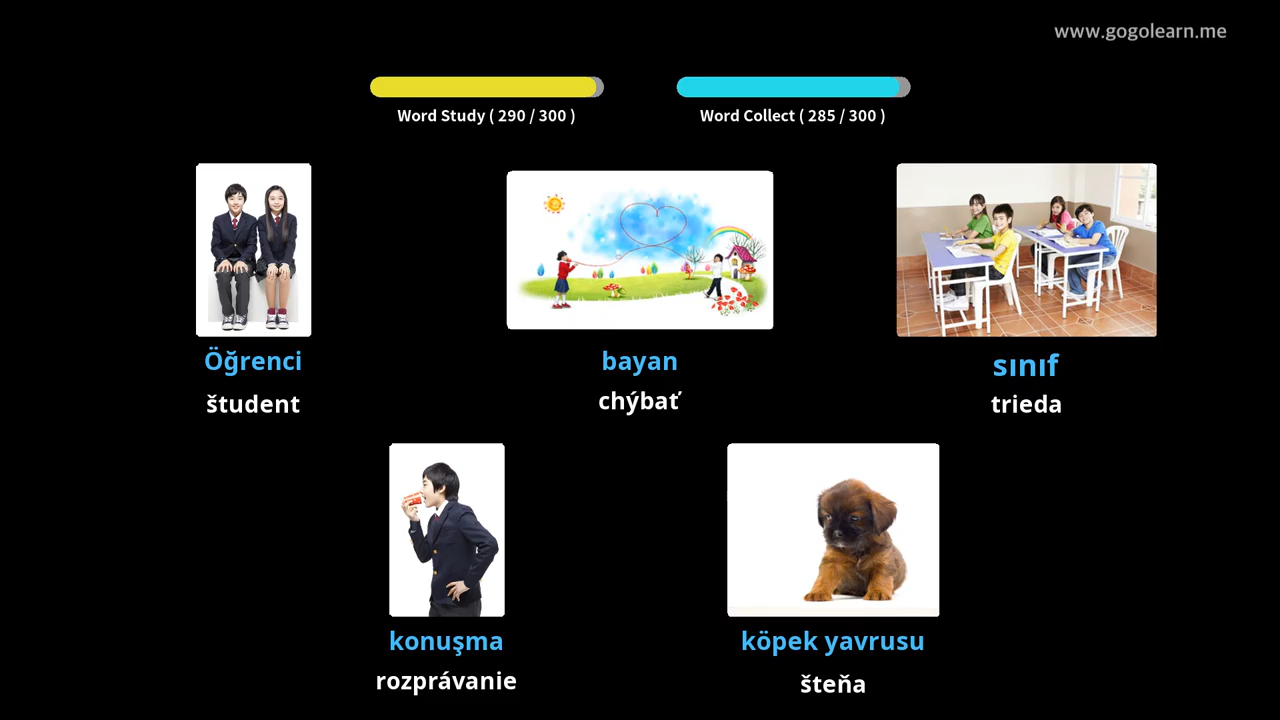 www.gogolearn.me
Word Study ( 290 / 300 )
Word Collect ( 285 / 300 )
Öğrenci
študent
bayan
chýbať
sınıf
trieda
konuşma
rozprávanie
köpek yavrusu
šteňa